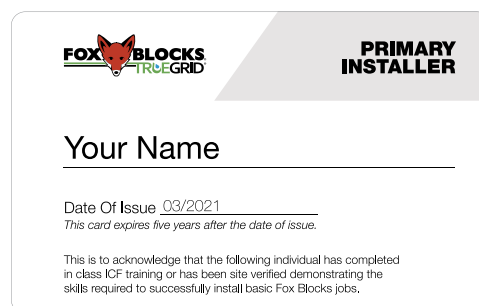 FOX BLOCKS
TRUEGRID
PRIMARY
INSTALLER
Your Name
Date Of Issue 03/2021
This card expires five years after the date of issue.
This is to acknowledge that the following individual has completed
in class ICF training or has been site verified demonstrating the
skills required to successfully install basic Fox Blocks jobs.